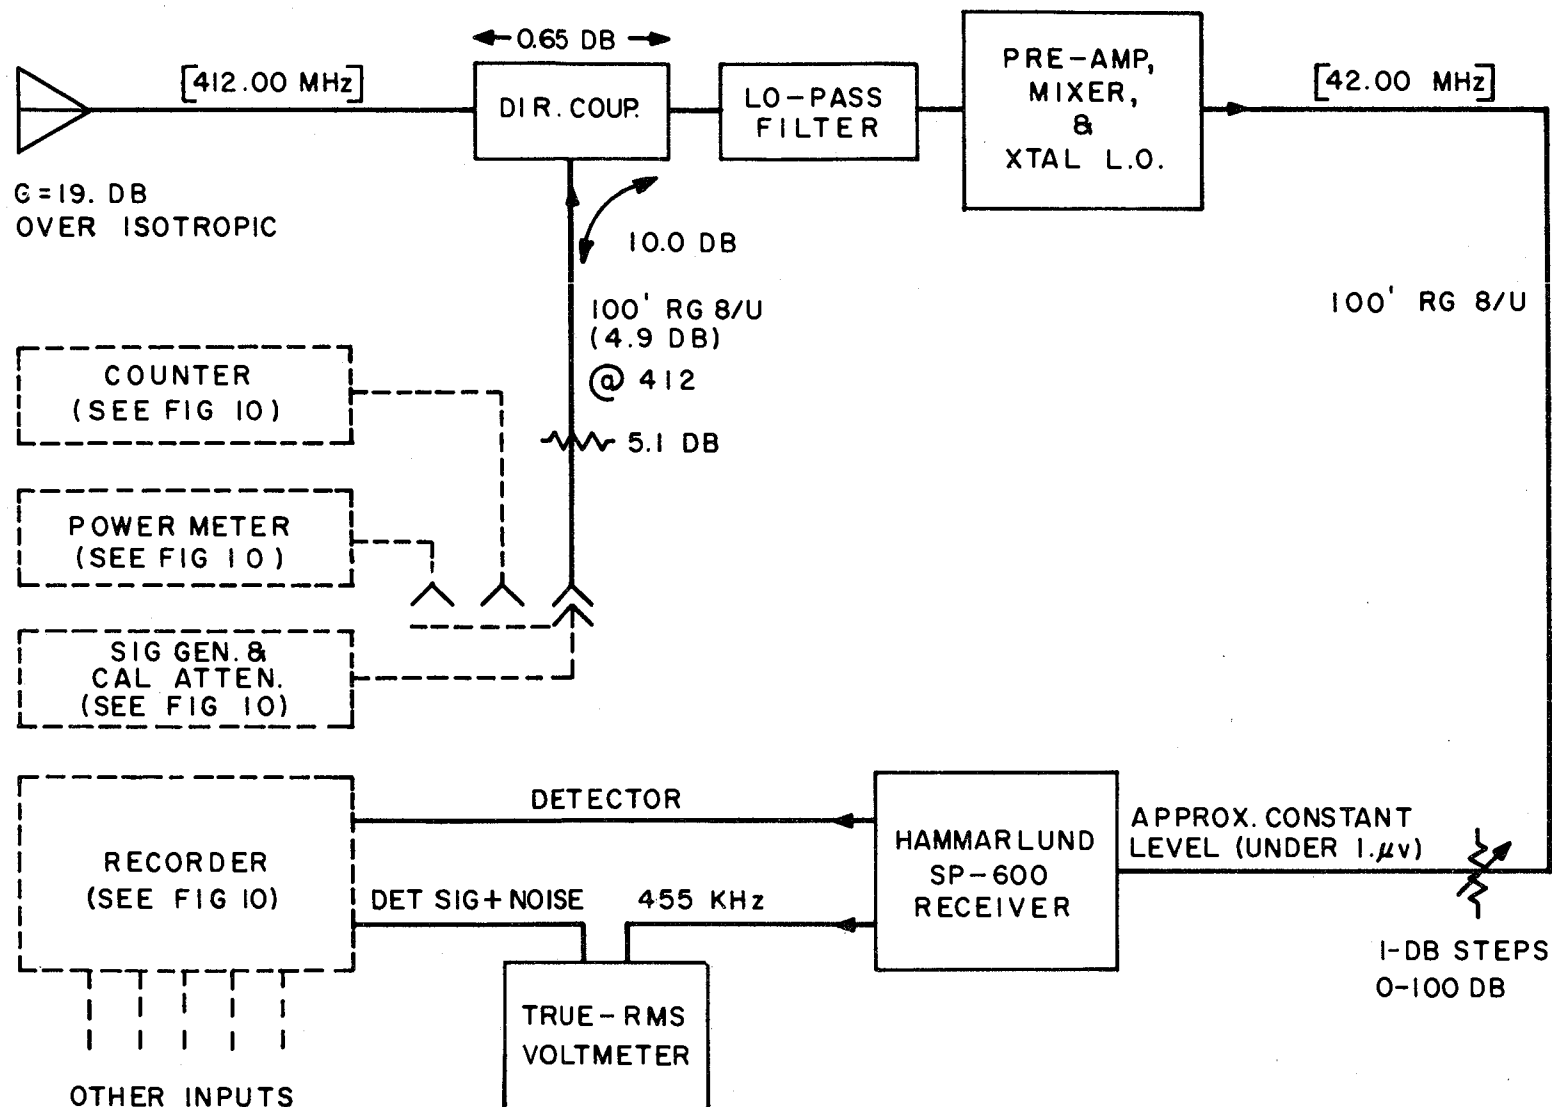 0.65 DB
[412.00 MHz]
DIR. COUP.
LO-PASS
FILTER
PRE-AMP,
MIXER,
&
XTAL L.O.
[42.00 MHz]
G=19. DB
OVER ISOTROPIC
10.0 DB
100' RG 8/U
(4.9 DB)
@ 412
5.1 DB
100' RG 8/U
COUNTER
(SEE FIG 10)
POWER METER
(SEE FIG 10)
SIG GEN. &
CAL ATTEN.
(SEE FIG 10)
RECORDER
(SEE FIG 10)
DETECTOR
DET SIG+NOISE
455 KHz
HAMMARLUND
SP-600
RECEIVER
APPROX. CONSTANT
LEVEL (UNDER 1.μv)
1-DB STEPS
0-100 DB
TRUE-RMS
VOLTMETER
OTHER INPUTS